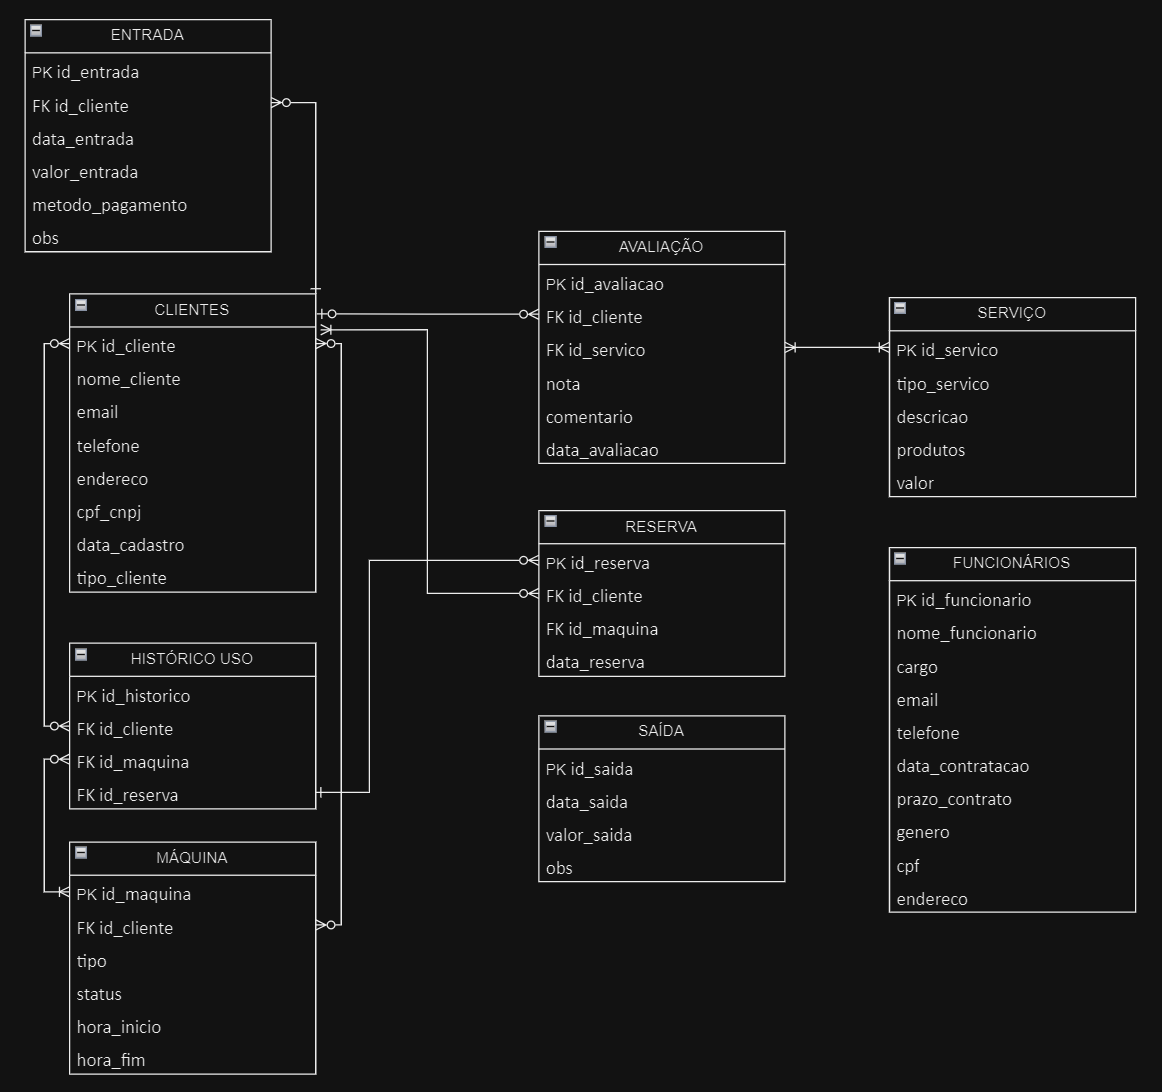 ENTRADA
PK id_entrada
FK id_cliente
data_entrada
valor_entrada
metodo_pagamento
obs
CLIENTES
PK id_cliente
nome_cliente
email
telefone
endereco
cpf_cnpj
data_cadastro
tipo_cliente
HISTÓRICO USO
PK id_historico
FK id_cliente
FK id_maquina
FK id_reserva
MÁQUINA
PK id_maquina
FK id_cliente
tipo
status
hora_inicio
hora_fim
AVALIAÇÃO
PK id_avaliacao
FK id_cliente
FK id_servico
nota
comentario
data_avaliacao
RESERVA
PK id_reserva
FK id_cliente
FK id_maquina
data_reserva
SAÍDA
PK id_saida
data_saida
valor_saida
obs
SERVIÇO
PK id_servico
tipo_servico
descricao
produtos
valor
FUNCIONÁRIOS
PK id_funcionario
nome_funcionario
cargo
email
telefone
data_contratacao
prazo_contrato
genero
cpf
endereco